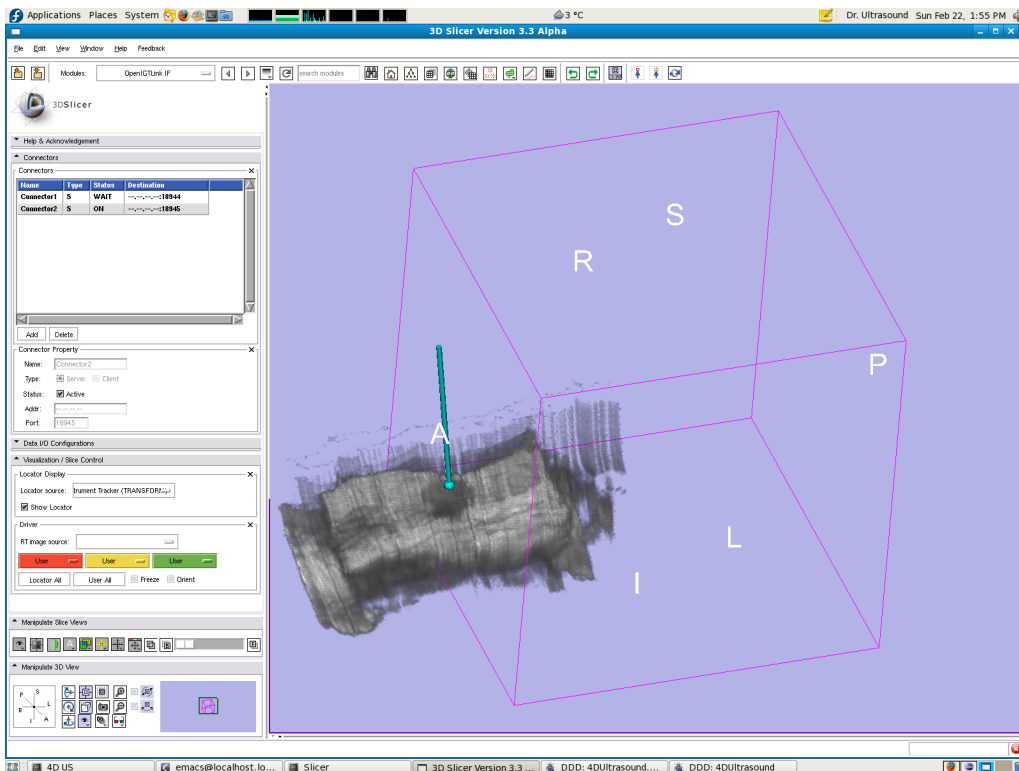 Applications Places System 3 °C Dr. Ultrasound Sun Feb 22, 1:55 PM
3D Slicer Version 3.3 Alpha
File Edit View Window Help Feedback
Modules: OpenIGTLink IF search modules
3DSlicer
Help & Acknowledgement
Connectors
Connectors
Name Type Status Destination
Connector1 S WAIT --.--.--.--:18944
Connector2 S ON --.--.--.--:18945
Add Delete
Connector Property
Name: Connector2
Type: Server Client
Status: Active
Addr: --.--.--.--
Port: 18945
Data I/O Configurations
Visualization / Slice Control
Locator Display
Locator source: trument Tracker (TRANSFOR
Show Locator
Driver
RT image source:
User User User
Locator All User All Freeze Orient
Manipulate Slice Views
Manipulate 3D View
P S
R L
I A
S
R
P
A
L
I
4D US emacs@localhost.lo... Slicer 3D Slicer Version 3.3 ... DDD: 4DUltrasound.... DDD: 4DUltrasound